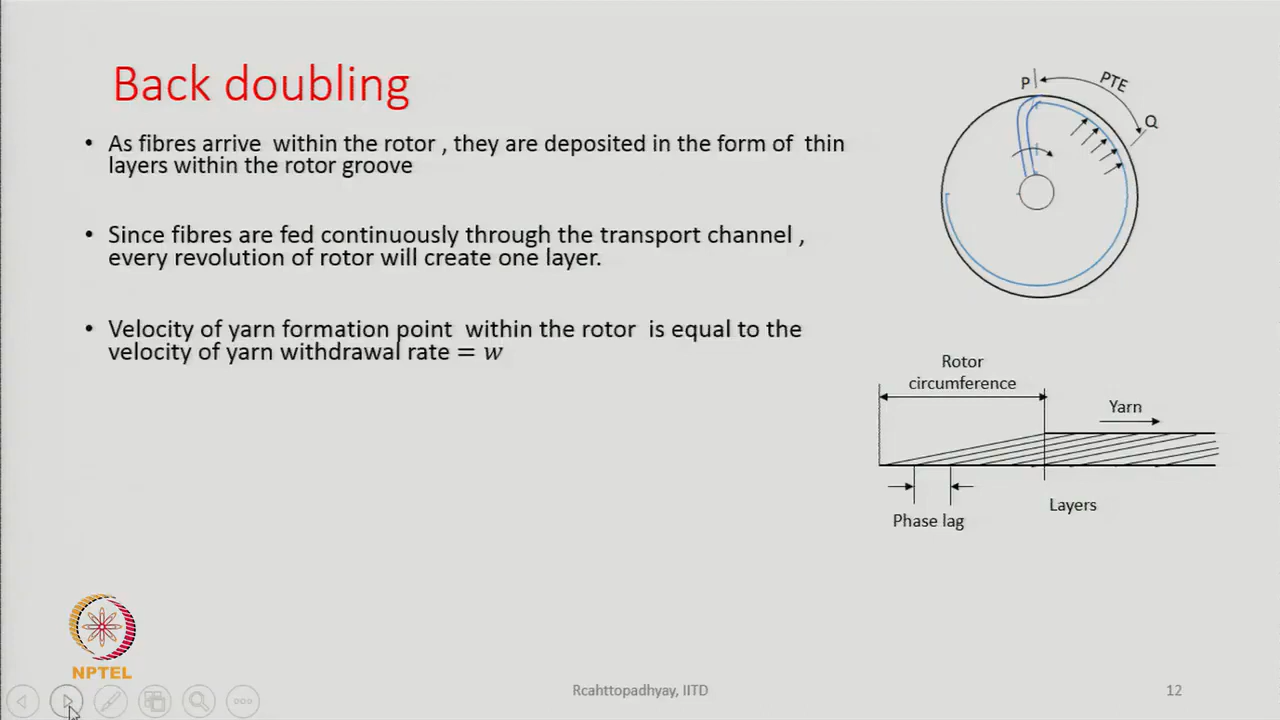 Back doubling
• As fibres arrive within the rotor , they are deposited in the form of thin
layers within the rotor groove
• Since fibres are fed continuously through the transport channel ,
every revolution of rotor will create one layer.
• Velocity of yarn formation point within the rotor is equal to the
velocity of yarn withdrawal rate = w
P
PTE
Q
Rotor
circumference
Yarn
Phase lag
Layers
NPTEL
Rcahttopadhyay, IITD
12